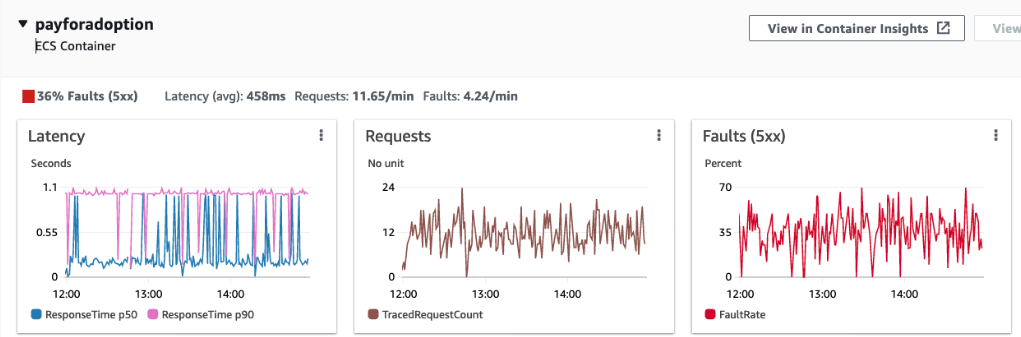 payforadoption
View in Container Insights
View
ECS Container
36% Faults (5xx) Latency (avg): 458ms Requests: 11.65/min Faults: 4.24/min
Latency
Seconds
1.1
0.55
0
12:00 13:00 14:00
ResponseTime p50 ResponseTime p90
Requests
No unit
24
12
0
12:00 13:00 14:00
TracedRequestCount
Faults (5xx)
Percent
70
35
0
12:00 13:00 14:00
FaultRate